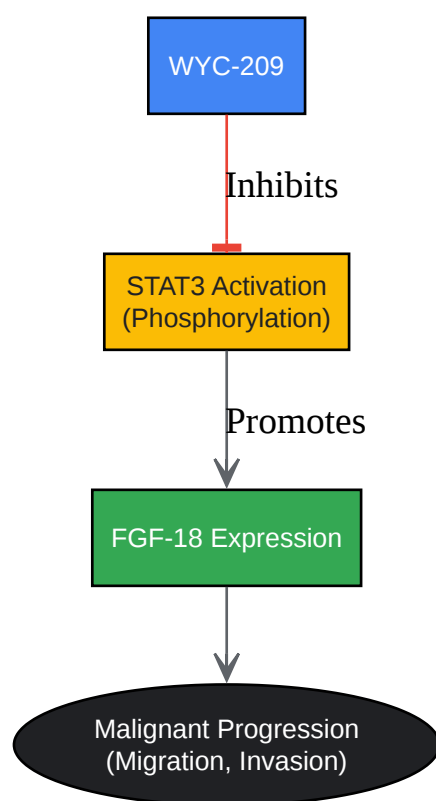 WYC-209
Inhibits
STAT3 Activation
(Phosphorylation)
Promotes
FGF-18 Expression
Malignant Progression
(Migration, Invasion)